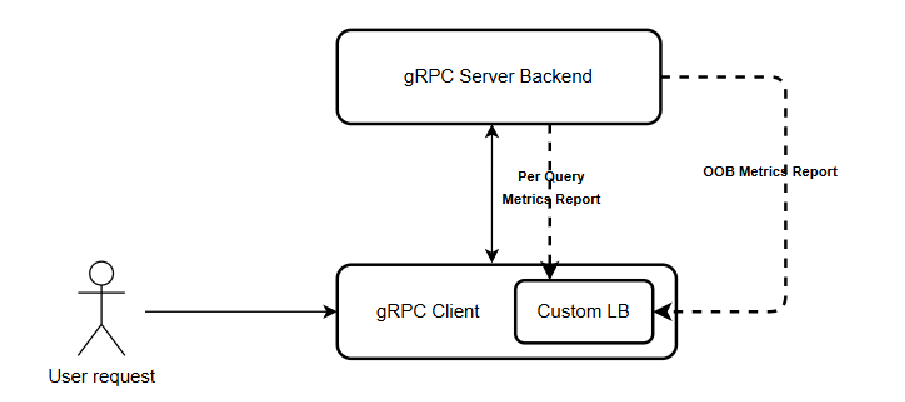 gRPC Server Backend
Per Query
Metrics Report
OOB Metrics Report
gRPC Client
Custom LB
User request